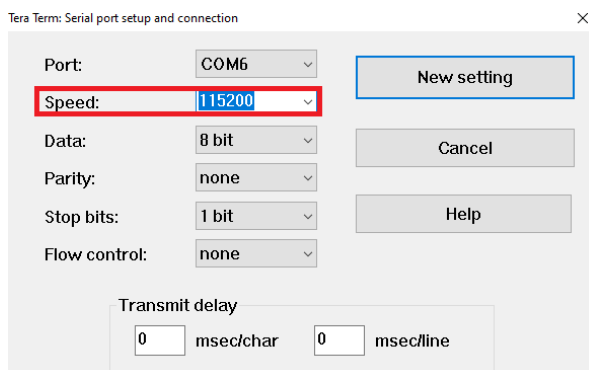 Tera Term: Serial port setup and connection
Port: COM6
New setting
Speed: 115200
Data: 8 bit
Cancel
Parity: none
Stop bits: 1 bit
Help
Flow control: none
Transmit delay
0 msec/char 0 msec/line